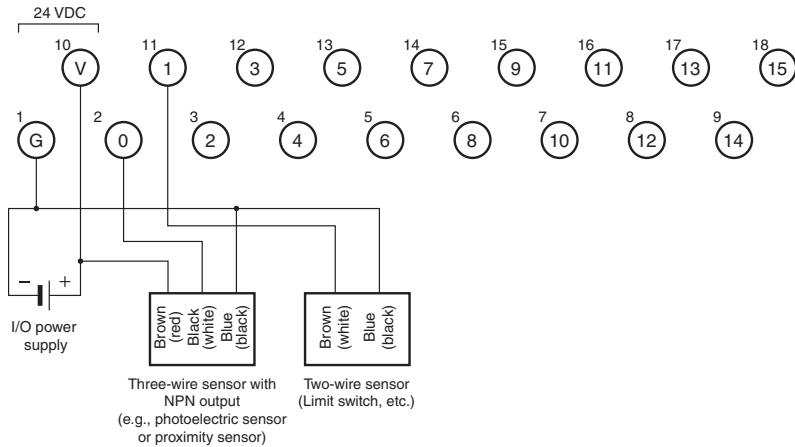 24 VDC
10 11 12 13 14 15 16 17 18
V 1 3 5 7 9 11 13 15
1 2 3 4 5 6 7 8 9
G 0 2 4 6 8 10 12 14
− +
I/O power
supply
Brown
(red)
Black
(white)
Blue
(black)
Brown
(white)
Blue
(black)
Three-wire sensor with
NPN output
(e.g., photoelectric sensor
or proximity sensor)
Two-wire sensor
(Limit switch, etc.)